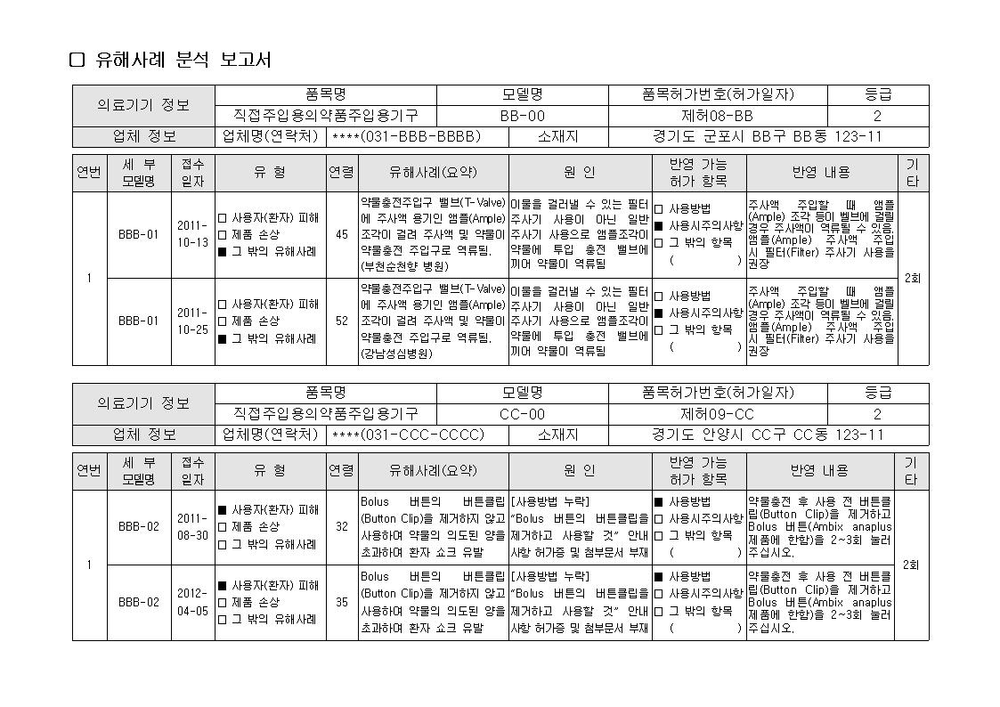 □ 유해사례 분석 보고서
의료기기 정보 품목명 모델명 품목허가번호(허가일자) 등급
직접주입용의약품주입용기구 BB-00 제허08-BB 2
업체 정보 업체명(연락처) ****(031-BBB-BBBB) 소재지 경기도 군포시 BB구 BB동 123-11
연번 세 부 모델명 접수 일자 유 형 연령 유해사례(요약) 원 인 반영 가능 허가 항목 반영 내용 기 타
1
BBB-01
2011-
10-13
□ 사용자(환자) 피해
□ 제품 손상
■ 그 밖의 유해사례
45
약물충전주입구 밸브(T-Valve)
에 주사액 용기인 앰플(Ample)
조각이 걸려 주사액 및 약물이
약물충전 주입구로 역류됨.
(부천순천향 병원)
이물을 걸러낼 수 있는 필터
주사기 사용이 아닌 일반
주사기 사용으로 앰플조각이
약물에 투입 충전 밸브에
끼어 약물이 역류됨
□ 사용방법
■ 사용시주의사항
□ 그 밖의 항목
( )
주사액 주입할 때 앰플
(Ample) 조각 등이 벨브에 걸릴
경우 주사액이 역류될 수 있음.
앰플(Ample) 주사액 주입
시 필터(Filter) 주사기 사용을
권장
2회
BBB-01
2011-
10-25
□ 사용자(환자) 피해
□ 제품 손상
■ 그 밖의 유해사례
52
약물충전주입구 밸브(T-Valve)
에 주사액 용기인 앰플(Ample)
조각이 걸려 주사액 및 약물이
약물충전 주입구로 역류됨.
(강남성심병원)
이물을 걸러낼 수 있는 필터
주사기 사용이 아닌 일반
주사기 사용으로 앰플조각이
약물에 투입 충전 밸브에
끼어 약물이 역류됨
□ 사용방법
■ 사용시주의사항
□ 그 밖의 항목
( )
주사액 주입할 때 앰플
(Ample) 조각 등이 벨브에 걸릴
경우 주사액이 역류될 수 있음.
앰플(Ample) 주사액 주입
시 필터(Filter) 주사기 사용을
권장
의료기기 정보 품목명 모델명 품목허가번호(허가일자) 등급
직접주입용의약품주입용기구 CC-00 제허09-CC 2
업체 정보 업체명(연락처) ****(031-CCC-CCCC) 소재지 경기도 안양시 CC구 CC동 123-11
연번 세 부 모델명 접수 일자 유 형 연령 유해사례(요약) 원 인 반영 가능 허가 항목 반영 내용 기 타
1
BBB-02
2011-
08-30
■ 사용자(환자) 피해
□ 제품 손상
□ 그 밖의 유해사례
32
Bolus 버튼의 버튼클립
(Button Clip)을 제거하지 않고
사용하여 약물의 의도된 양을
초과하여 환자 쇼크 유발
[사용방법 누락]
“Bolus 버튼의 버튼클립을
제거하고 사용할 것” 안내
사항 허가증 및 첨부문서 부재
■ 사용방법
□ 사용시주의사항
□ 그 밖의 항목
( )
약물충전 후 사용 전 버튼클
립(Button Clip)을 제거하고
Bolus 버튼(Ambix anaplus
제품에 한함)을 2~3회 눌러
주십시오.
2회
BBB-02
2012-
04-05
■ 사용자(환자) 피해
□ 제품 손상
□ 그 밖의 유해사례
35
Bolus 버튼의 버튼클립
(Button Clip)을 제거하지 않고
사용하여 약물의 의도된 양을
초과하여 환자 쇼크 유발
[사용방법 누락]
“Bolus 버튼의 버튼클립을
제거하고 사용할 것” 안내
사항 허가증 및 첨부문서 부재
■ 사용방법
□ 사용시주의사항
□ 그 밖의 항목
( )
약물충전 후 사용 전 버튼클
립(Button Clip)을 제거하고
Bolus 버튼(Ambix anaplus
제품에 한함)을 2~3회 눌러
주십시오.